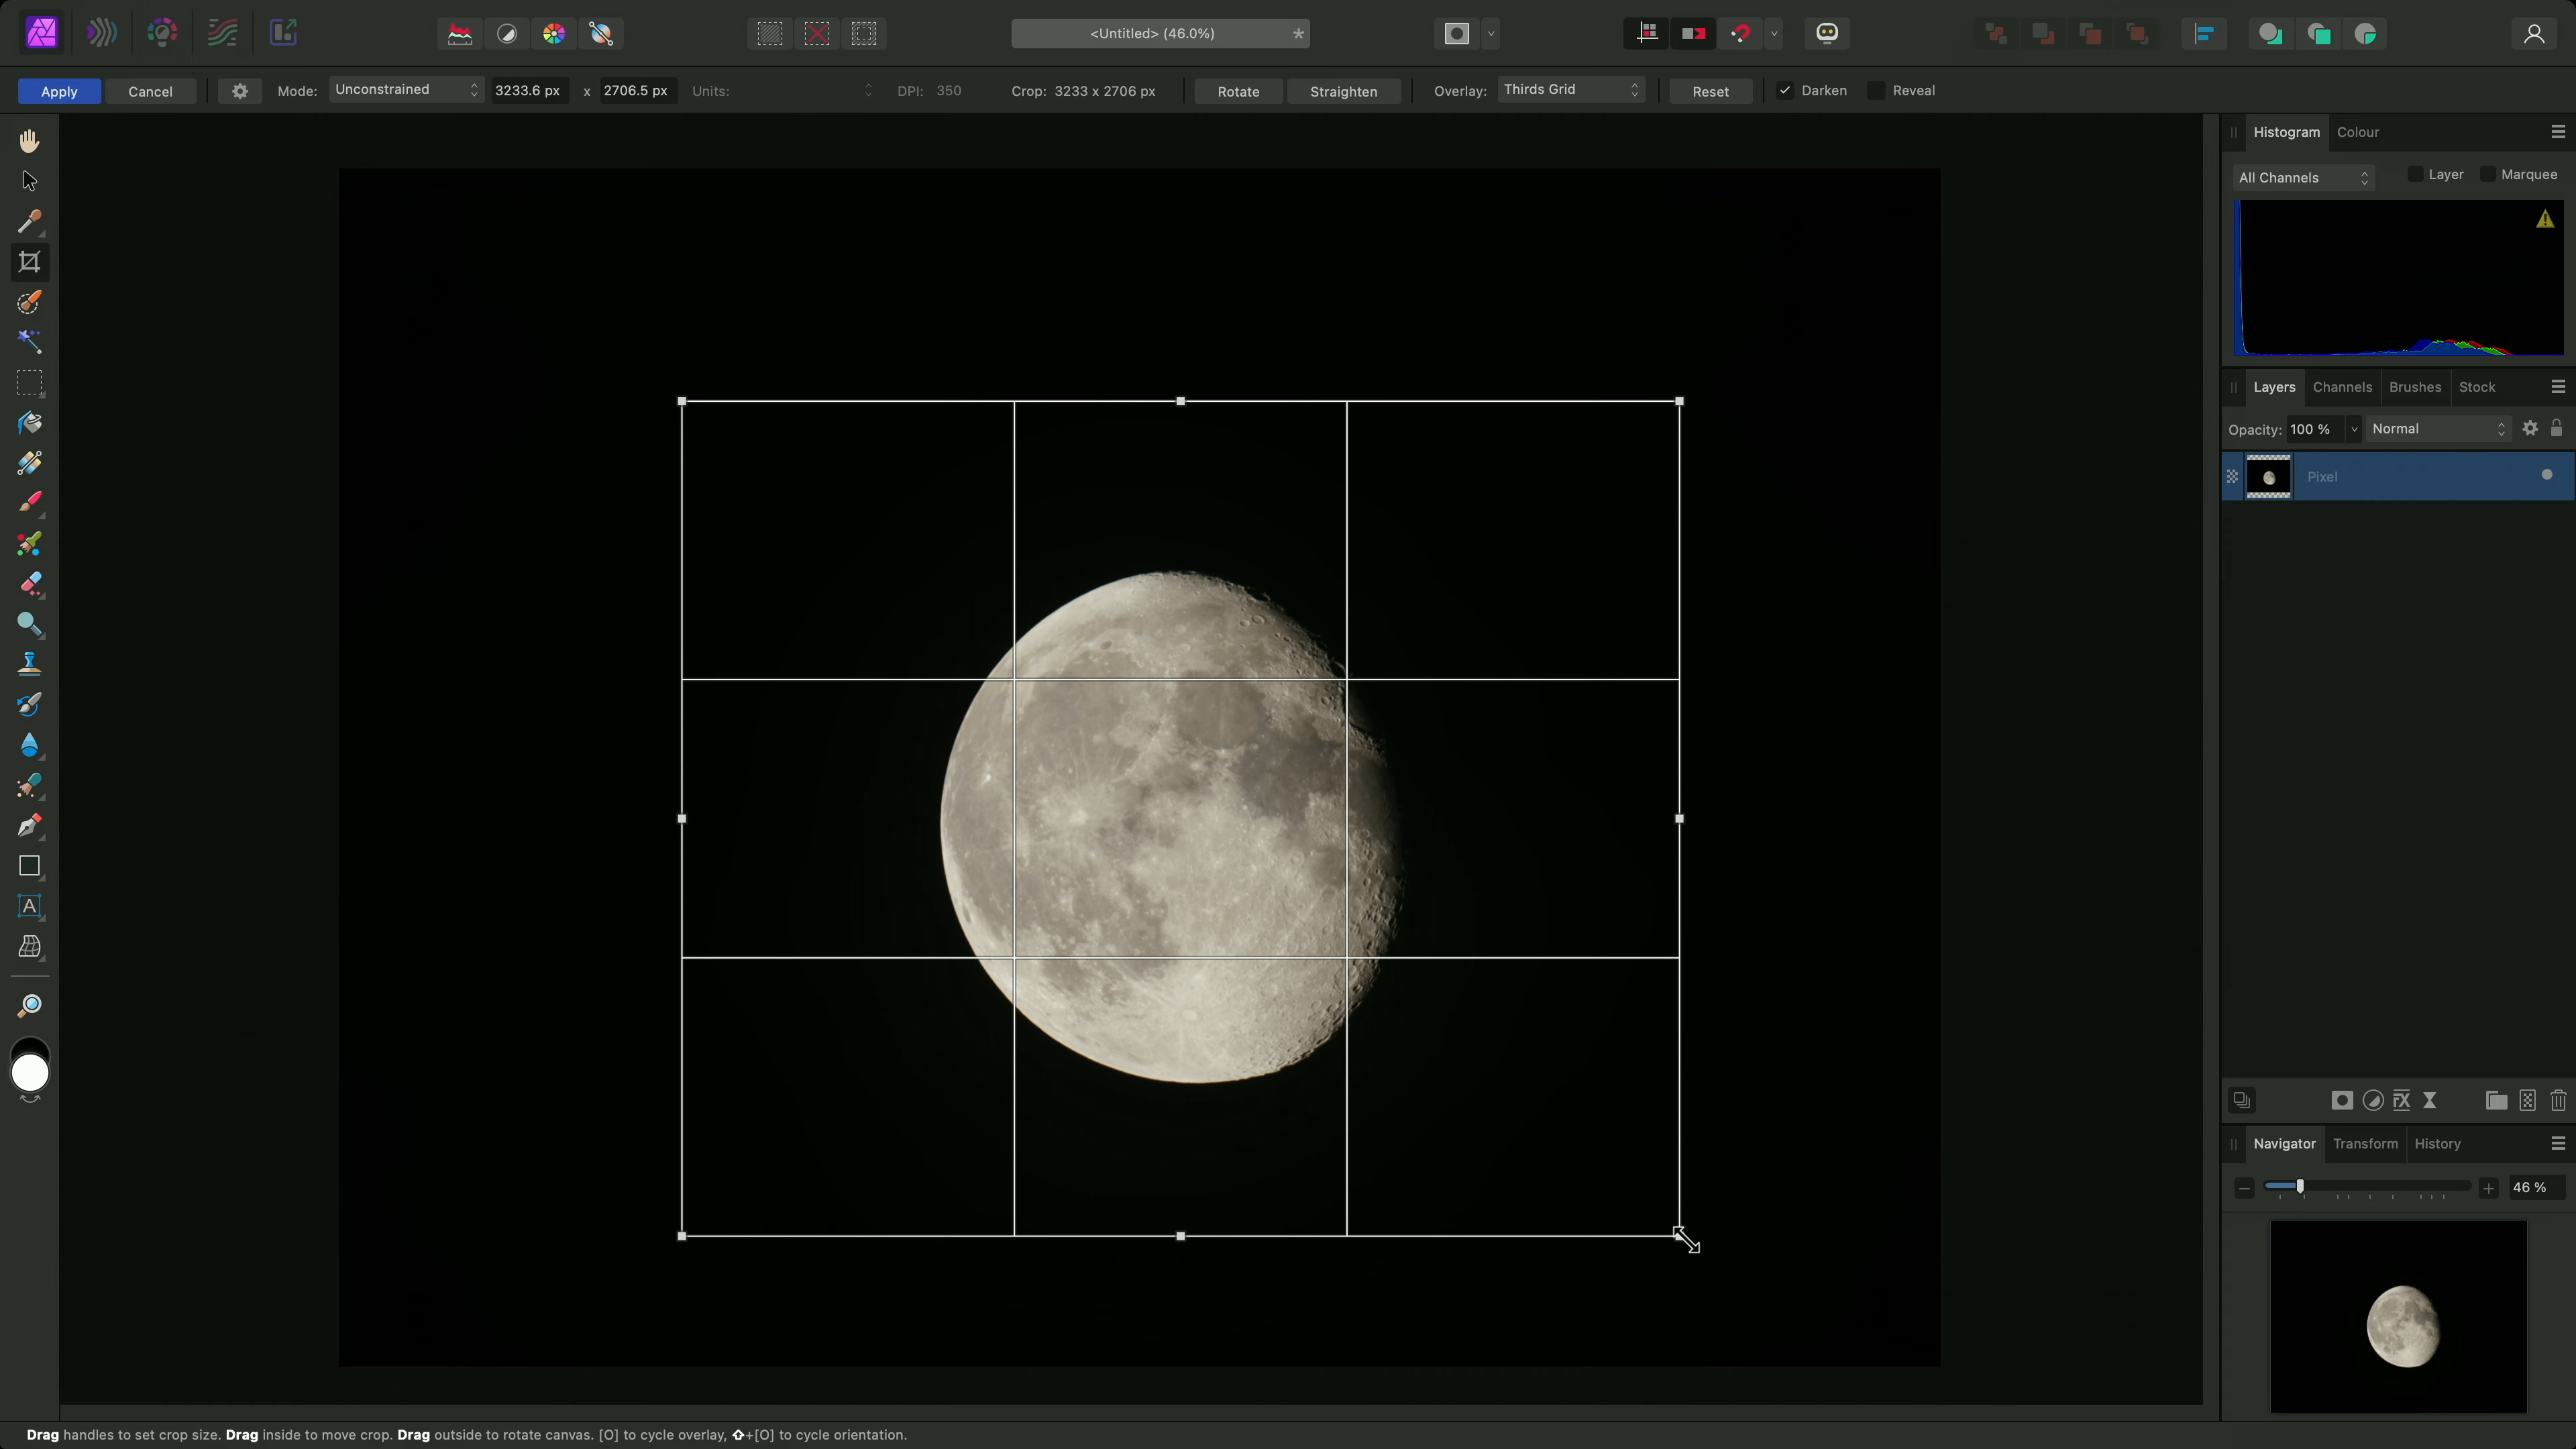 <Untitled> (46.0%) *
Apply Cancel Mode: Unconstrained 3233.6 px x 2706.5 px Units: DPI: 350 Crop: 3233 x 2706 px Rotate Straighten Overlay: Thirds Grid Reset Darken Reveal
Histogram Colour
All Channels Layer Marquee
Layers Channels Brushes Stock
Opacity: 100 % Normal
Pixel
FX
A
Navigator Transform History
46 %
Drag handles to set crop size. Drag inside to move crop. Drag outside to rotate canvas. [O] to cycle overlay, ⇧+[O] to cycle orientation.